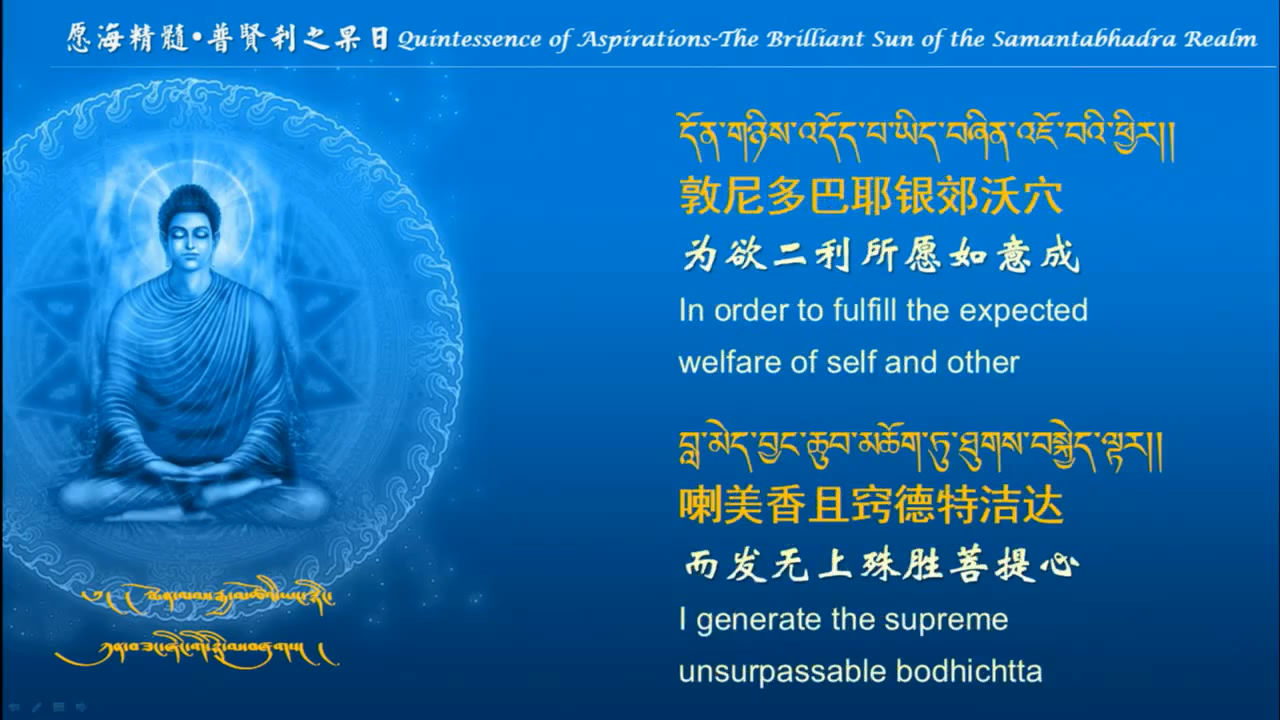 愿海精髓•普贤刹之杲日 Quintessence of Aspirations-The Brilliant Sun of the Samantabhadra Realm
དོན་གཉིས་འདོད་པ་ཡིད་བཞིན་འཇོ་བའི་ཕྱིར།།
敦尼多巴耶银郊沃穴
为欲二利所愿如意成
In order to fulfill the expected
welfare of self and other
བླ་མེད་བྱང་ཆུབ་མཆོག་ཏུ་ཐུགས་བསྐྱེད་ལྟར།།
喇美香且窍德特洁达
而发无上殊胜菩提心
I generate the supreme
unsurpassable bodhichtta